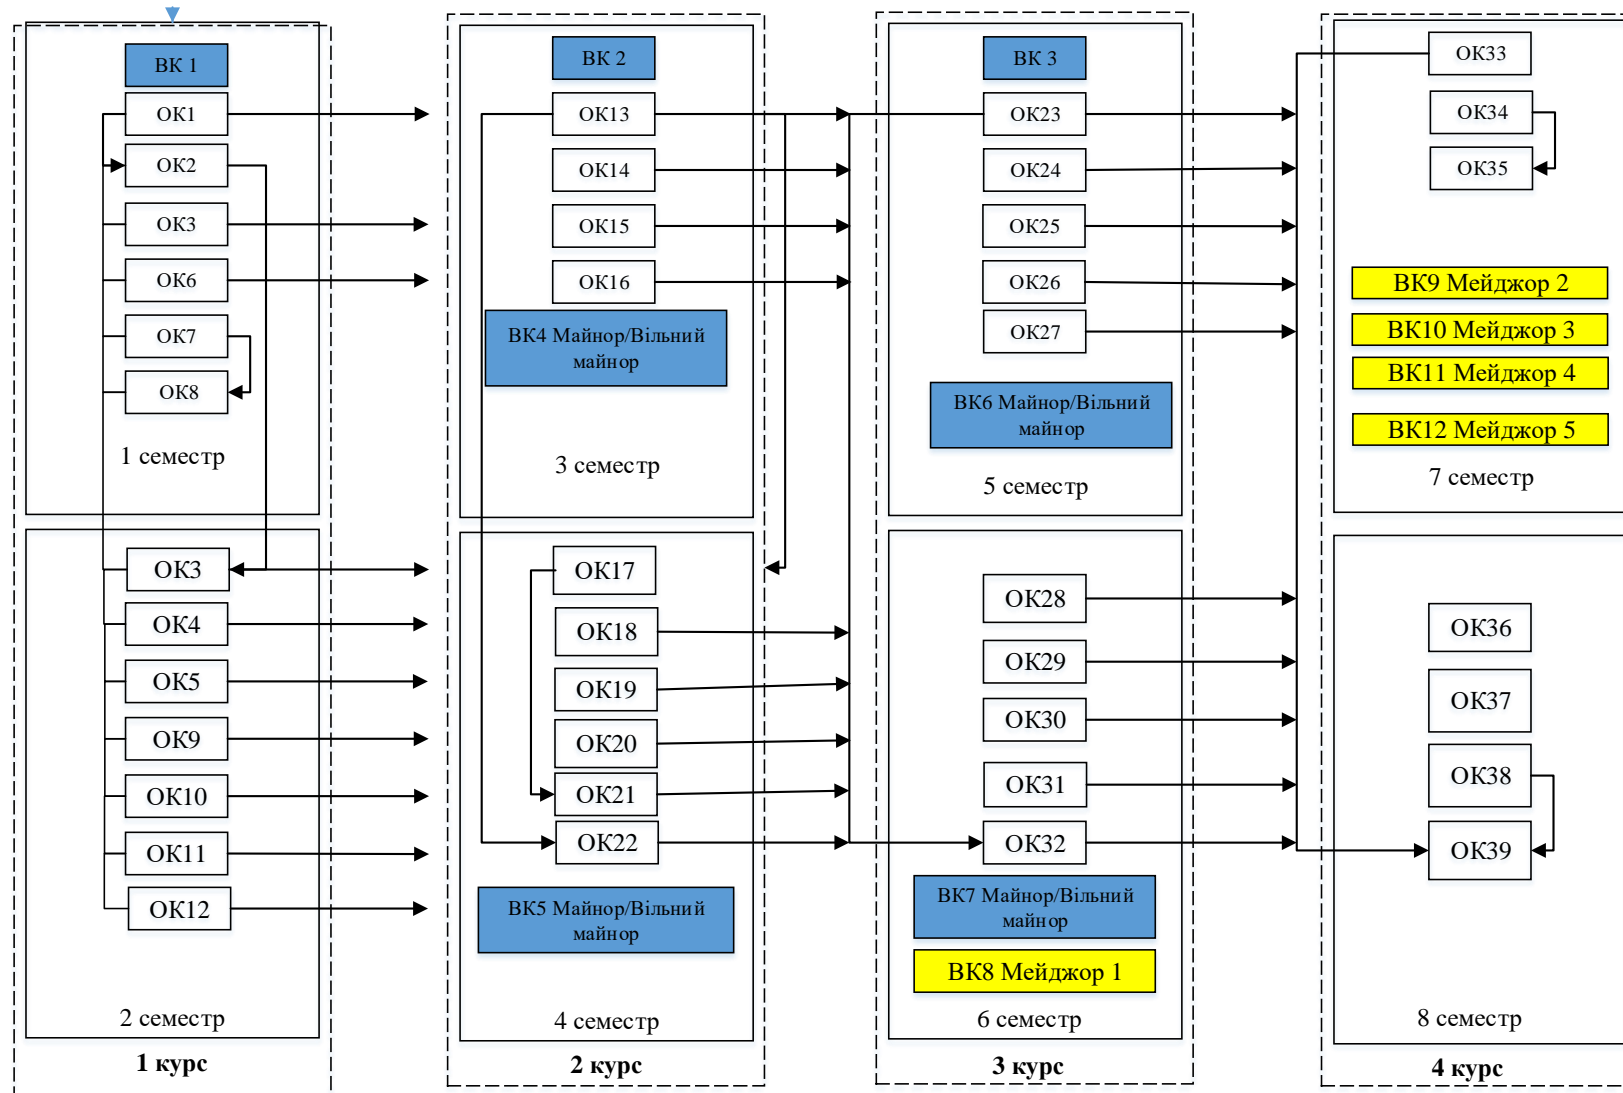 ВК 1
ОК1
ОК2
ОК3
ОК6
ОК7
ОК8
1 семестр
ОК3
ОК4
ОК5
ОК9
ОК10
ОК11
ОК12
2 семестр
1 курс
ВК 2
ОК13
ОК14
ОК15
ОК16
ВК4 Майнор/Вільний
майнор
3 семестр
ОК17
ОК18
ОК19
ОК20
ОК21
ОК22
ВК5 Майнор/Вільний
майнор
4 семестр
2 курс
ВК 3
ОК23
ОК24
ОК25
ОК26
ОК27
ВК6 Майнор/Вільний
майнор
5 семестр
ОК28
ОК29
ОК30
ОК31
ОК32
ВК7 Майнор/Вільний
майнор
ВК8 Мейджор 1
6 семестр
3 курс
ОК33
ОК34
ОК35
ВК9 Мейджор 2
ВК10 Мейджор 3
ВК11 Мейджор 4
ВК12 Мейджор 5
7 семестр
ОК36
ОК37
ОК38
ОК39
8 семестр
4 курс